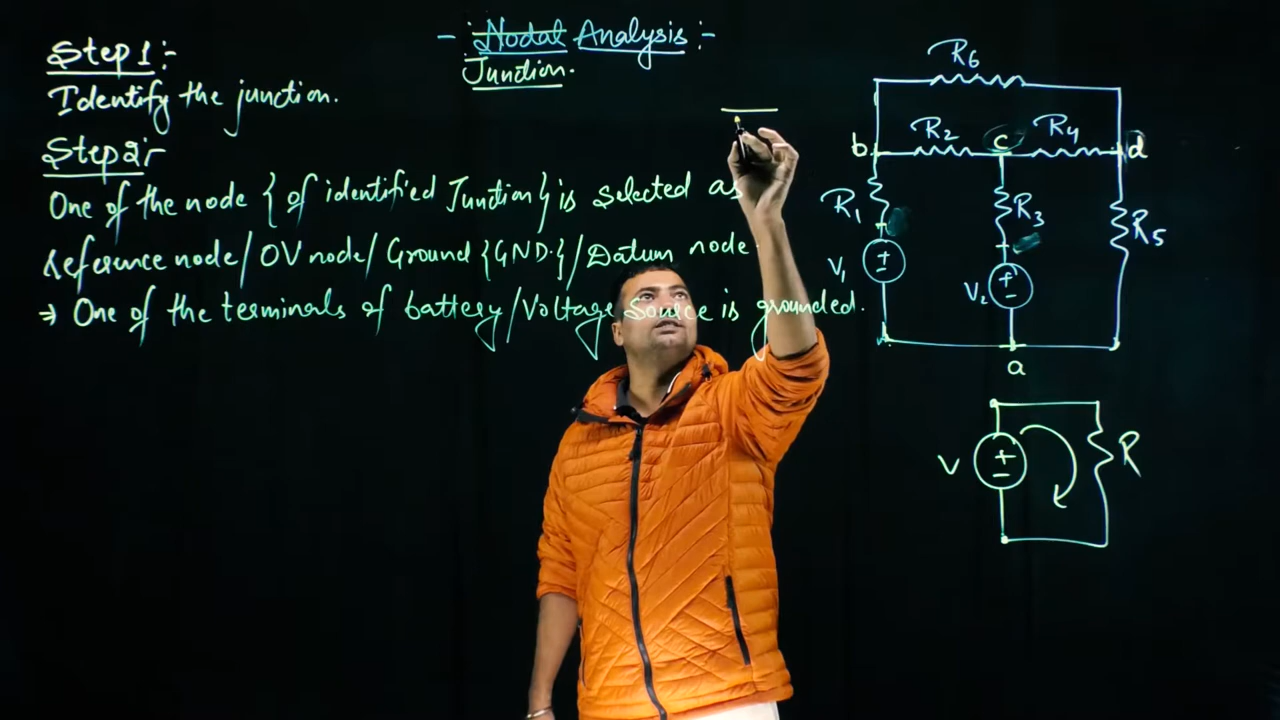 - : Nodal Analysis :-
Junction.
Step 1 :-
Identify the junction.
Step 2 :-
One of the node { of identified Junction} is selected as
reference node/ 0V node/ Ground {GND.}/Datum node.
→ One of the terminals of battery/Voltage Source is grounded.
R6
b R2 c R4 d
R1 R3 R5
V1 + -
V2 + -
a
V + - R